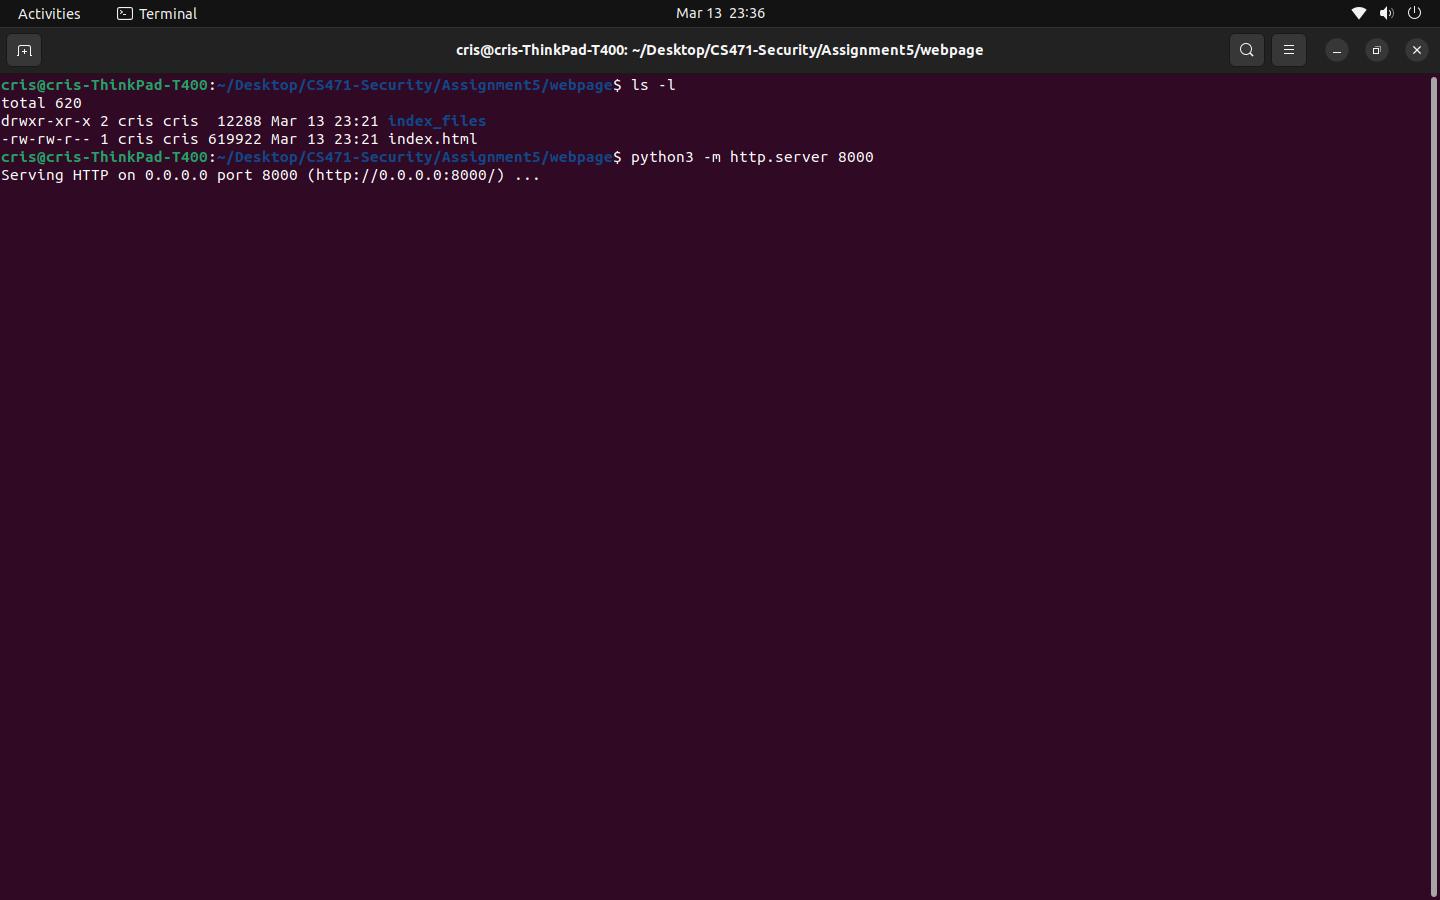 Activities Terminal Mar 13 23:36
cris@cris-ThinkPad-T400: ~/Desktop/CS471-Security/Assignment5/webpage
cris@cris-ThinkPad-T400:~/Desktop/CS471-Security/Assignment5/webpage$ ls -l
total 620
drwxr-xr-x 2 cris cris  12288 Mar 13 23:21 index_files
-rw-rw-r-- 1 cris cris 619922 Mar 13 23:21 index.html
cris@cris-ThinkPad-T400:~/Desktop/CS471-Security/Assignment5/webpage$ python3 -m http.server 8000
Serving HTTP on 0.0.0.0 port 8000 (http://0.0.0.0:8000/) ...